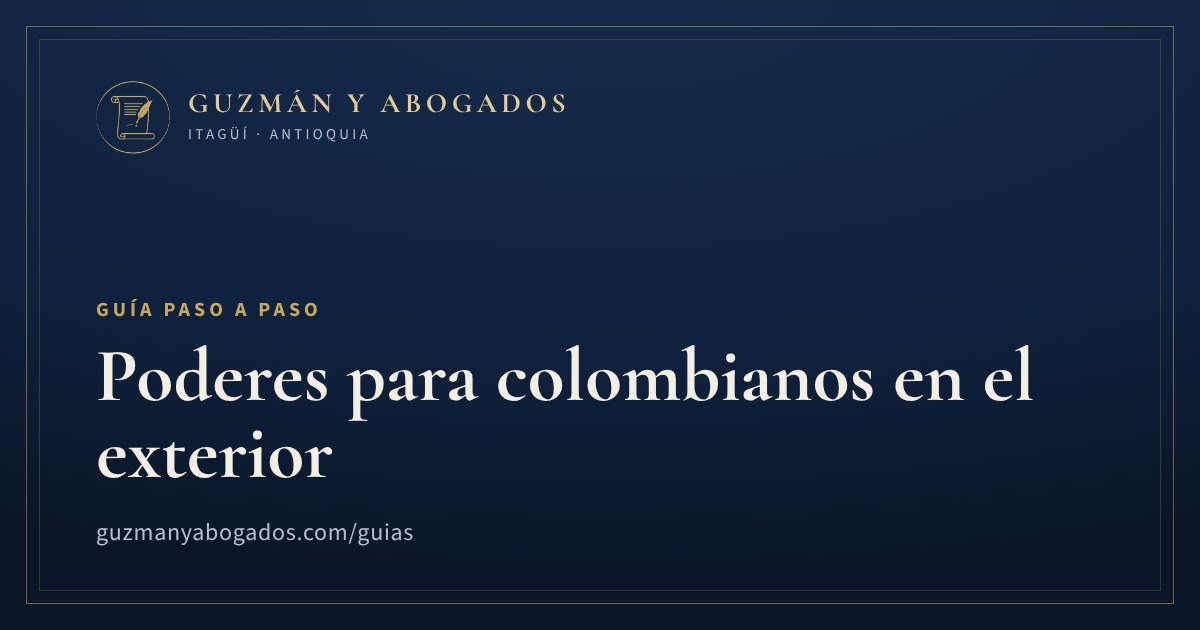 GUZMÁN Y ABOGADOS
ITAGÜÍ · ANTIOQUIA
GUÍA PASO A PASO
Poderes para colombianos en el
exterior
guzmanyabogados.com/guias